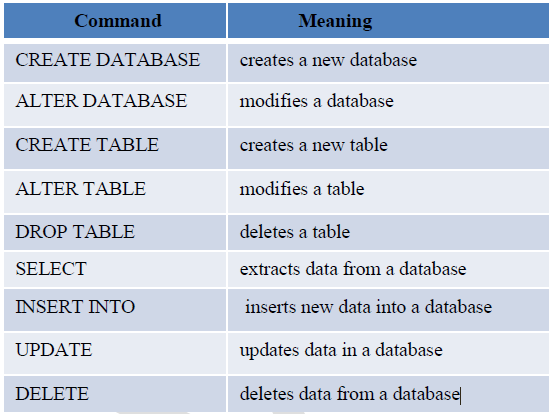 Command Meaning
CREATE DATABASE creates a new database
ALTER DATABASE modifies a database
CREATE TABLE creates a new table
ALTER TABLE modifies a table
DROP TABLE deletes a table
SELECT extracts data from a database
INSERT INTO inserts new data into a database
UPDATE updates data in a database
DELETE deletes data from a database